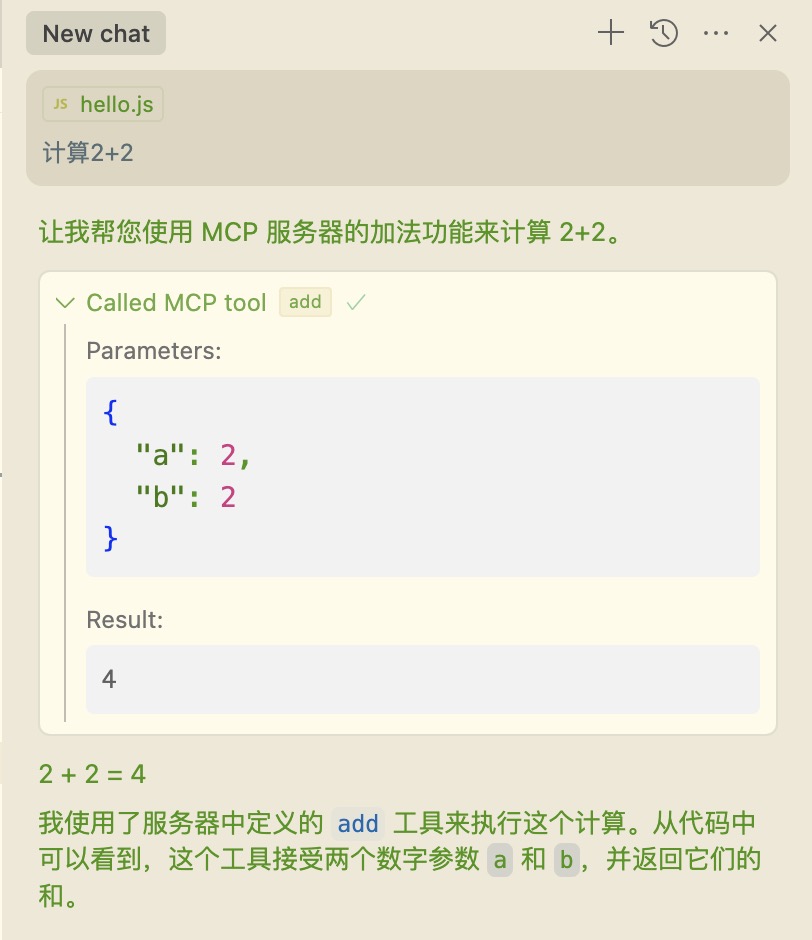 New chat
JS hello.js
计算2+2
让我帮您使用 MCP 服务器的加法功能来计算 2+2。
Called MCP tool add
Parameters:
{
"a": 2,
"b": 2
}
Result:
4
2 + 2 = 4
我使用了服务器中定义的 add 工具来执行这个计算。从代码中
可以看到，这个工具接受两个数字参数 a 和 b，并返回它们的
和。